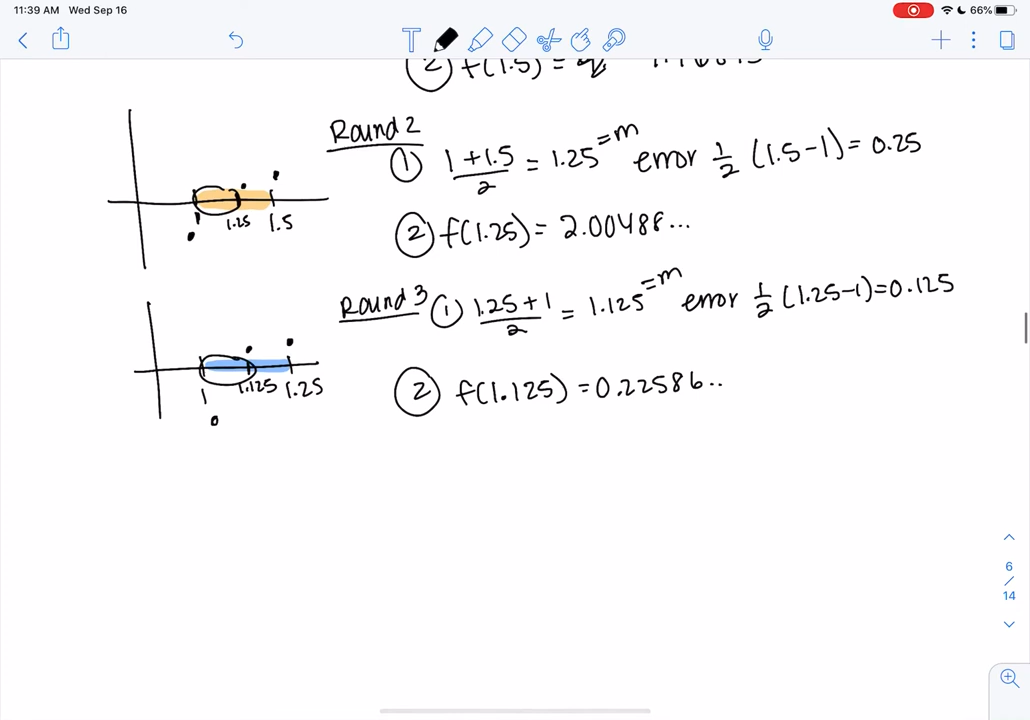 11:39 AM Wed Sep 16
66%
② f(1.5) =
Round 2
① (1 + 1.5)/2 = 1.25 = m error 1/2 (1.5 - 1) = 0.25
1.25 1.5
② f(1.25) = 2.00488...
Round 3 ① (1.25 + 1)/2 = 1.125 = m error 1/2 (1.25 - 1) = 0.125
1 1.125 1.25
② f(1.125) = 0.22586..
6
/
14